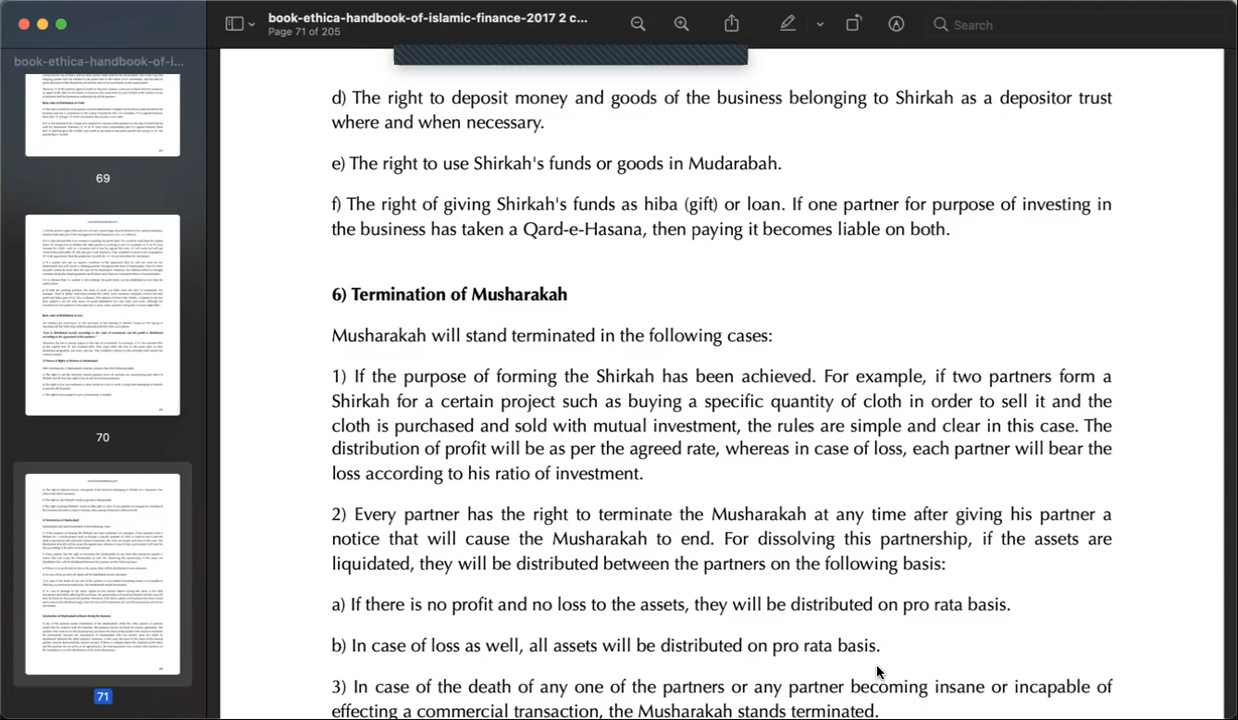 book-ethica-handbook-of-islamic-finance-2017 2 c...
Page 71 of 205
Search
book-ethica-handbook-of-i...
69
70
71
d) The right to deposit money and goods of the business belonging to Shirkah as a depositor trust
where and when necessary.
e) The right to use Shirkah's funds or goods in Mudarabah.
f) The right of giving Shirkah's funds as hiba (gift) or loan. If one partner for purpose of investing in
the business has taken a Qard-e-Hasana, then paying it becomes liable on both.
6) Termination of Musharakah
Musharakah will stand terminated in the following cases:
1) If the purpose of forming the Shirkah has been achieved. For example, if two partners form a
Shirkah for a certain project such as buying a specific quantity of cloth in order to sell it and the
cloth is purchased and sold with mutual investment, the rules are simple and clear in this case. The
distribution of profit will be as per the agreed rate, whereas in case of loss, each partner will bear the
loss according to his ratio of investment.
2) Every partner has the right to terminate the Musharakah at any time after giving his partner a
notice that will cause the Musharakah to end. For dissolving this partnership, if the assets are
liquidated, they will bedistributed between the partners on the following basis:
a) If there is no profit and no loss to the assets, they will be distributed on pro rata basis.
b) In case of loss as well, all assets will be distributed on pro rata basis.
3) In case of the death of any one of the partners or any partner becoming insane or incapable of
effecting a commercial transaction, the Musharakah stands terminated.